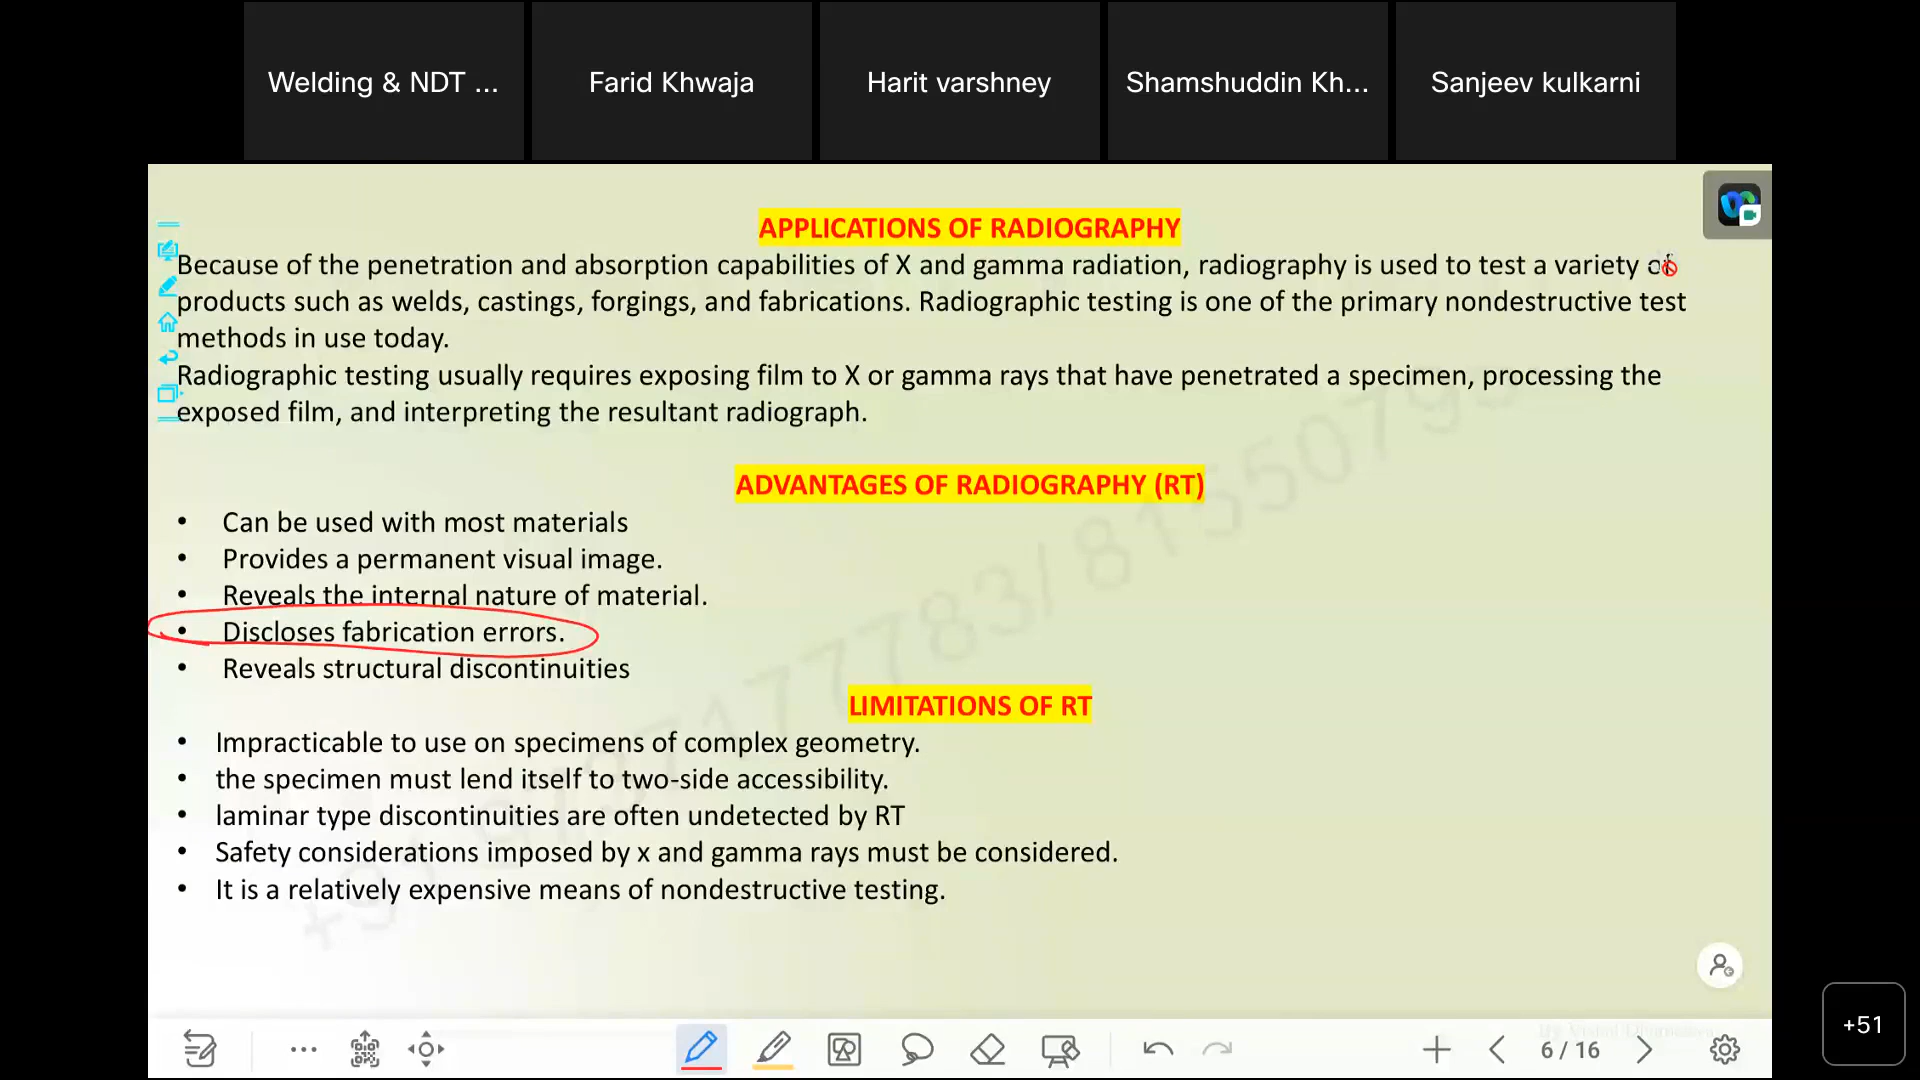 Welding & NDT ...
Farid Khwaja
Harit varshney
Shamshuddin Kh...
Sanjeev kulkarni
APPLICATIONS OF RADIOGRAPHY
Because of the penetration and absorption capabilities of X and gamma radiation, radiography is used to test a variety of
products such as welds, castings, forgings, and fabrications. Radiographic testing is one of the primary nondestructive test
methods in use today.
Radiographic testing usually requires exposing film to X or gamma rays that have penetrated a specimen, processing the
exposed film, and interpreting the resultant radiograph.
ADVANTAGES OF RADIOGRAPHY (RT)
• Can be used with most materials
• Provides a permanent visual image.
• Reveals the internal nature of material.
• Discloses fabrication errors.
• Reveals structural discontinuities
LIMITATIONS OF RT
• Impracticable to use on specimens of complex geometry.
• the specimen must lend itself to two-side accessibility.
• laminar type discontinuities are often undetected by RT
• Safety considerations imposed by x and gamma rays must be considered.
• It is a relatively expensive means of nondestructive testing.
6 / 16
+51